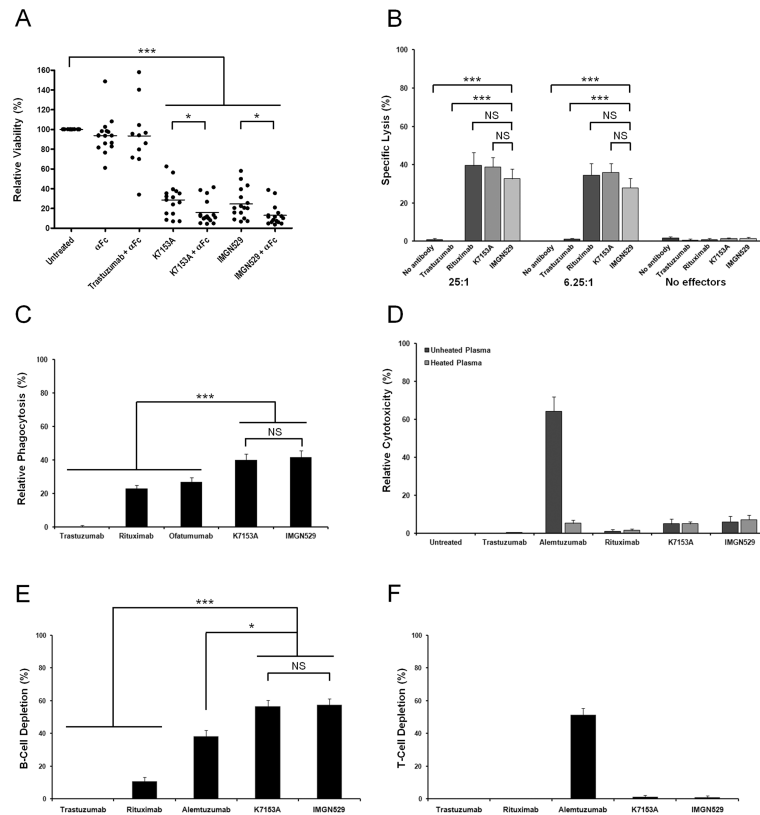 A
***
*
*
Relative Viability (%)
160
140
120
100
80
60
40
20
0
Untreated
αFc
Trastuzumab + αFc
K7153A
K7153A + αFc
IMGN529
IMGN529 + αFc
B
***
***
NS
NS
***
***
NS
NS
Specific Lysis (%)
100
80
60
40
20
0
No antibody
Trastuzumab
Rituximab
K7153A
IMGN529
No antibody
Trastuzumab
Rituximab
K7153A
IMGN529
No antibody
Trastuzumab
Rituximab
K7153A
IMGN529
25:1
6.25:1
No effectors
C
***
NS
Relative Phagocytosis (%)
100
80
60
40
20
0
Trastuzumab
Rituximab
Ofatumumab
K7153A
IMGN529
D
Unheated Plasma
Heated Plasma
Relative Cytotoxicity (%)
100
80
60
40
20
0
Untreated
Trastuzumab
Alemtuzumab
Rituximab
K7153A
IMGN529
E
***
*
NS
B-Cell Depletion (%)
100
80
60
40
20
0
Trastuzumab
Rituximab
Alemtuzumab
K7153A
IMGN529
F
T-Cell Depletion (%)
100
80
60
40
20
0
Trastuzumab
Rituximab
Alemtuzumab
K7153A
IMGN529